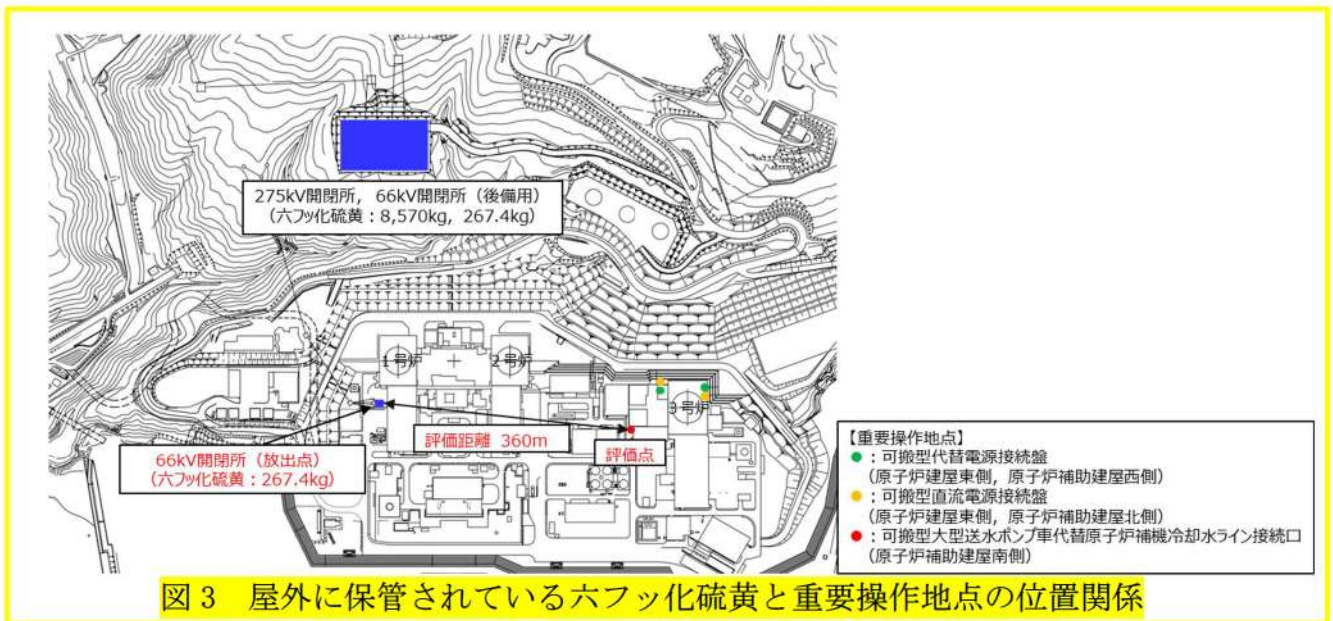 275kV開閉所, 66kV開閉所（後備用）
（六フッ化硫黄：8,570kg, 267.4kg）
1号炉
2号炉
3号炉
評価距離 360m
評価点
66kV開閉所（放出点）
（六フッ化硫黄：267.4kg）
【重要操作地点】
●：可搬型代替電源接続盤
（原子炉建屋東側, 原子炉補助建屋西側）
●：可搬型直流電源接続盤
（原子炉建屋東側, 原子炉補助建屋北側）
●：可搬型大型送水ポンプ車代替原子炉補機冷却水ライン接続口
（原子炉補助建屋南側）
図3 屋外に保管されている六フッ化硫黄と重要操作地点の位置関係